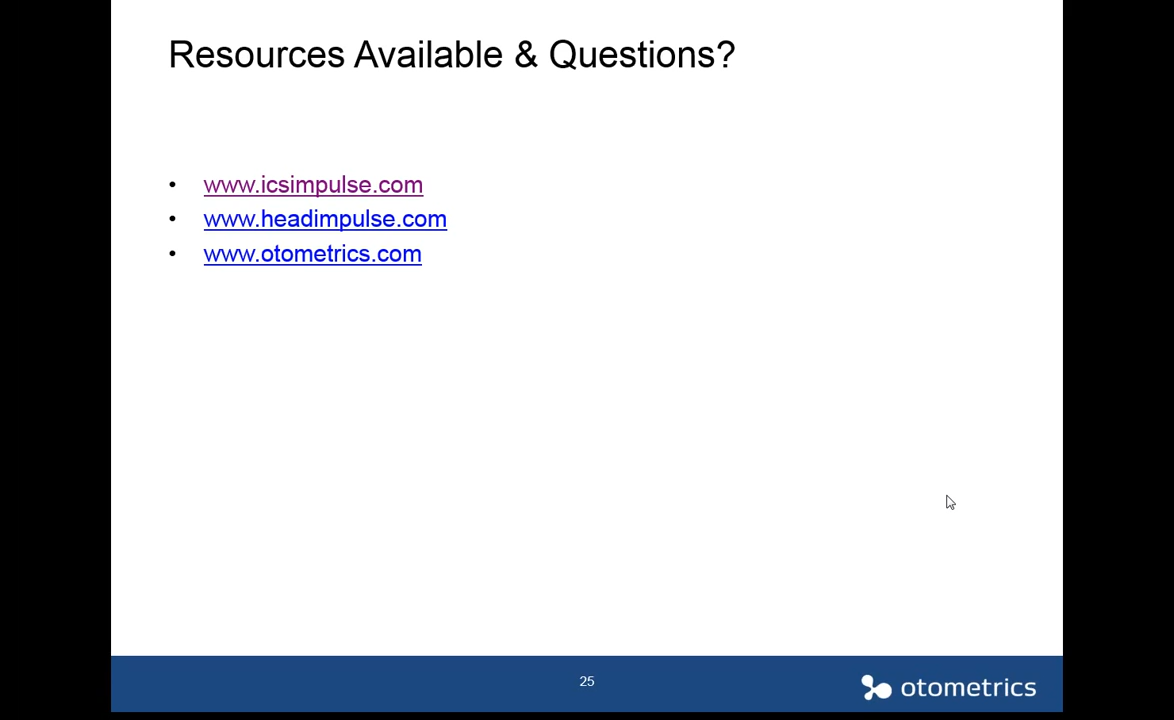 Resources Available & Questions?
• www.icsimpulse.com
• www.headimpulse.com
• www.otometrics.com
25
otometrics